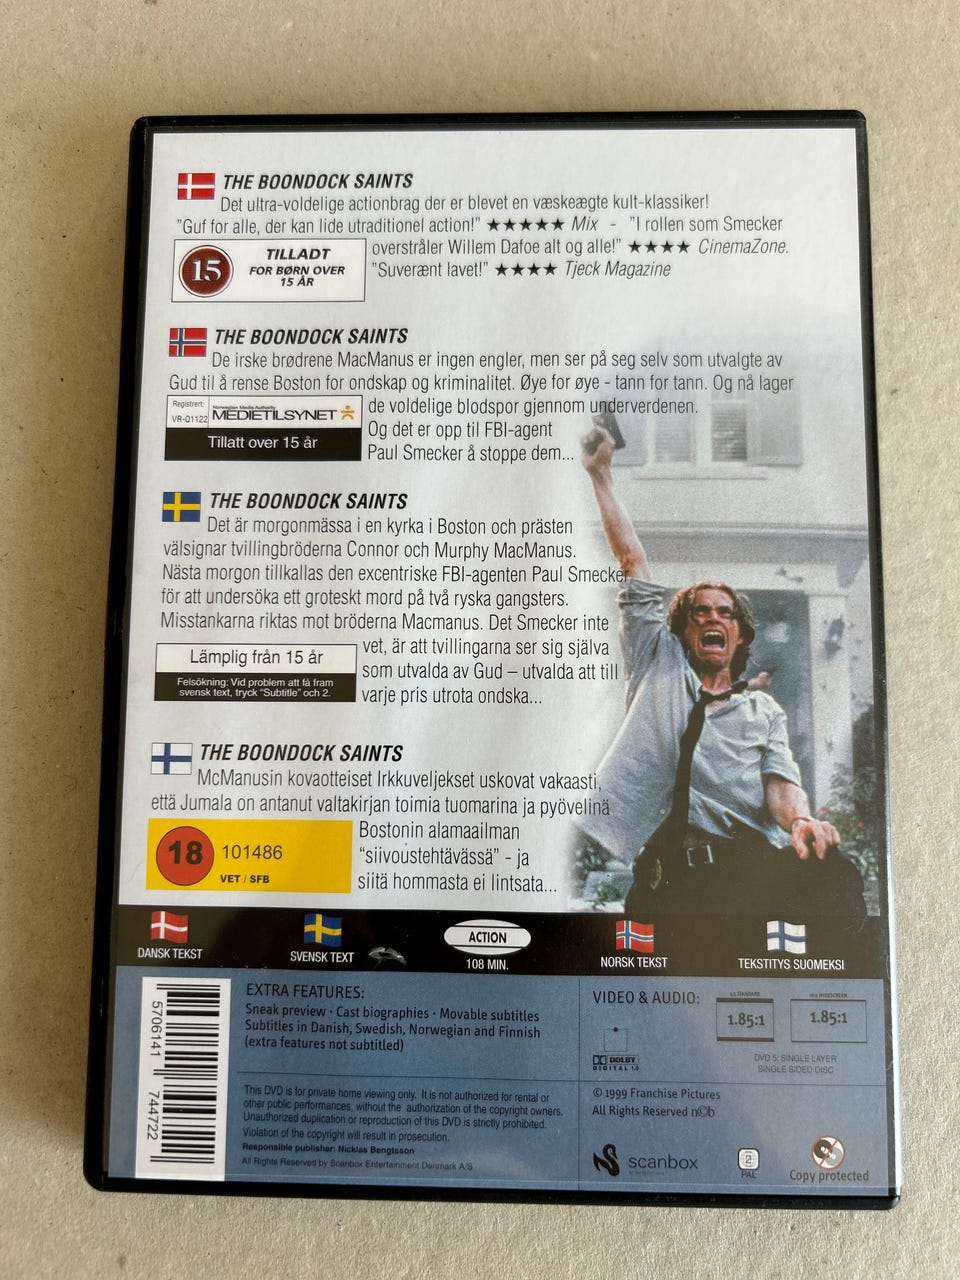 THE BOONDOCK SAINTS
Det ultra-voldelige actionbrag der er blevet en væskeægte kult-klassiker!
"Guf for alle, der kan lide utraditional action!" ★★★★★ Mix - "I rollen som Smecker
overstråler Willem Dafoe alt og alle!" ★★★★ CinemaZone.
"Suverænt lavet!" ★★★★ Tjeck Magazine
15
TILLADT
FOR BØRN OVER
15 ÅR
THE BOONDOCK SAINTS
De irske brødrene MacManus er ingen engler, men ser på seg selv som utvalgte av
Gud til å rense Boston for ondskap og kriminalitet. Øye for øye - tann for tann. Og nå lager
de voldelige blodspor gjennom underverdenen.
Og det er opp til FBI-agent
Paul Smecker å stoppe dem...
Registrert:
VR-Q1122
Norwegian Media Authority
MEDIETILSYNET
Tillatt over 15 år
THE BOONDOCK SAINTS
Det är morgonmässa i en kyrka i Boston och prästen
välsignar tvillingbröderna Connor och Murphy MacManus.
Nästa morgon tillkallas den excentriske FBI-agenten Paul Smecker
för att undersöka ett groteskt mord på två ryska gangsters.
Misstankarna riktas mot bröderna Macmanus. Det Smecker inte
vet, är att tvillingarna ser sig själva
som utvalda av Gud – utvalda att till
varje pris utrota ondska...
Lämplig från 15 år
Felsökning: Vid problem att få fram
svensk text, tryck "Subtitle" och 2.
THE BOONDOCK SAINTS
McManusin kovaotteiset Irkkuveljekset uskovat vakaasti,
että Jumala on antanut valtakirjan toimia tuomarina ja pyövelinä
Bostonin alamaailman
"siivoustehtävässä" - ja
siitä hommasta ei lintsata...
18
101486
VET / SFB
DANSK TEKST
SVENSK TEXT
ACTION
108 MIN.
NORSK TEKST
TEKSTITYS SUOMEKSI
5706141
744722
EXTRA FEATURES:
Sneak preview · Cast biographies · Movable subtitles
Subtitles in Danish, Swedish, Norwegian and Finnish
(extra features not subtitled)
VIDEO & AUDIO:
DOLBY
DIGITAL 1.0
4:3 STANDARD
1.85:1
16:9 WIDESCREEN
1.85:1
DVD 5: SINGLE LAYER
SINGLE SIDED DISC
This DVD is for private home viewing only. It is not authorized for rental or
other public performances, without the authorization of the copyright owners.
Unauthorized duplication or reproduction of this DVD is strictly prohibited.
Violation of the copyright will result in prosecution.
Responsible publisher: Nicklas Bengtsson
All Rights Reserved by Scanbox Entertainment Denmark A/S
© 1999 Franchise Pictures
All Rights Reserved n©b
scanbox
2
PAL
Copy protected